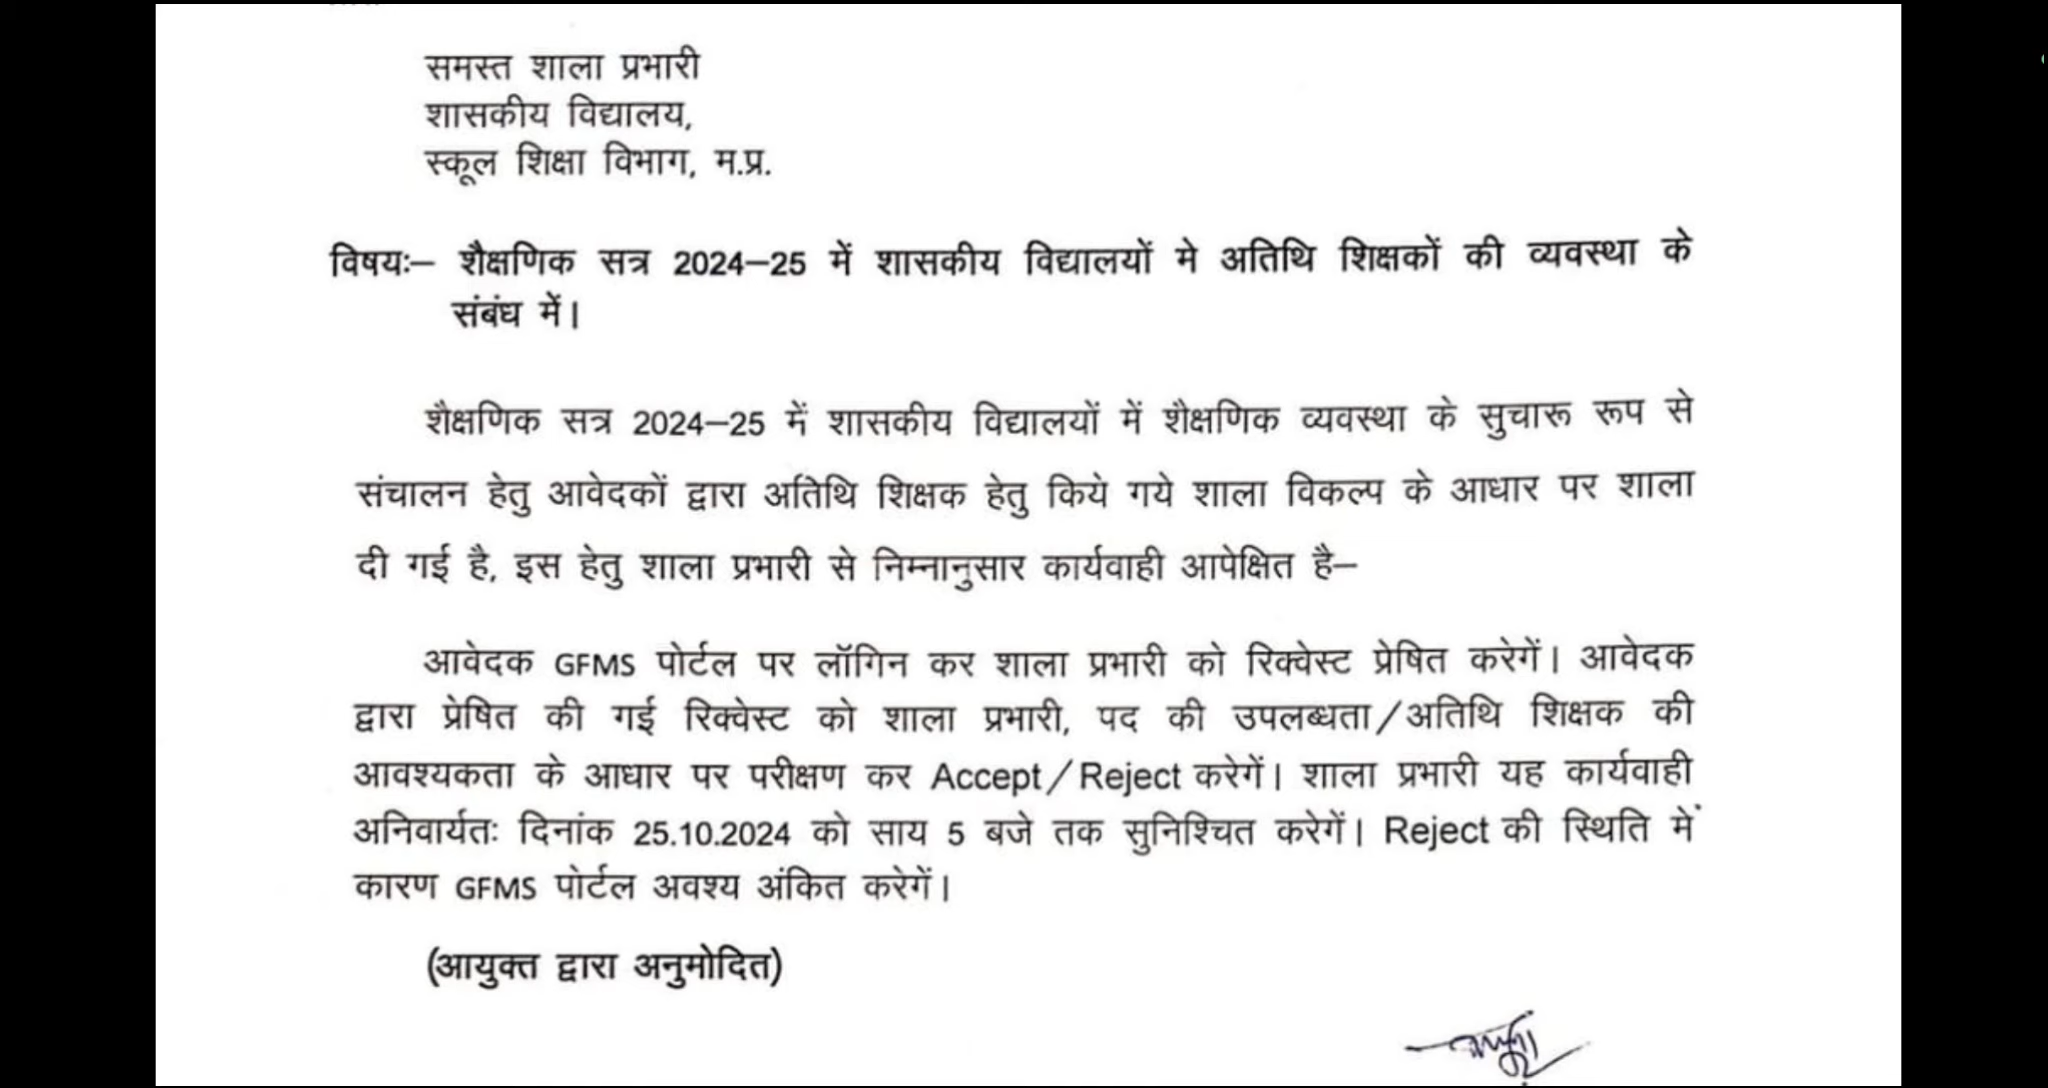 समस्त शाला प्रभारी
शासकीय विद्यालय,
स्कूल शिक्षा विभाग, म.प्र.
विषयः– शैक्षणिक सत्र 2024–25 में शासकीय विद्यालयों मे अतिथि शिक्षकों की व्यवस्था के
संबंध में।
शैक्षणिक सत्र 2024–25 में शासकीय विद्यालयों में शैक्षणिक व्यवस्था के सुचारू रूप से
संचालन हेतु आवेदकों द्वारा अतिथि शिक्षक हेतु किये गये शाला विकल्प के आधार पर शाला
दी गई है, इस हेतु शाला प्रभारी से निम्नानुसार कार्यवाही आपेक्षित है–
आवेदक GFMS पोर्टल पर लॉगिन कर शाला प्रभारी को रिक्वेस्ट प्रेषित करेगें। आवेदक
द्वारा प्रेषित की गई रिक्वेस्ट को शाला प्रभारी, पद की उपलब्धता/अतिथि शिक्षक की
आवश्यकता के आधार पर परीक्षण कर Accept/Reject करेगें। शाला प्रभारी यह कार्यवाही
अनिवार्यतः दिनांक 25.10.2024 को साय 5 बजे तक सुनिश्चित करेगें। Reject की स्थिति में
कारण GFMS पोर्टल अवश्य अंकित करेगें।
(आयुक्त द्वारा अनुमोदित)